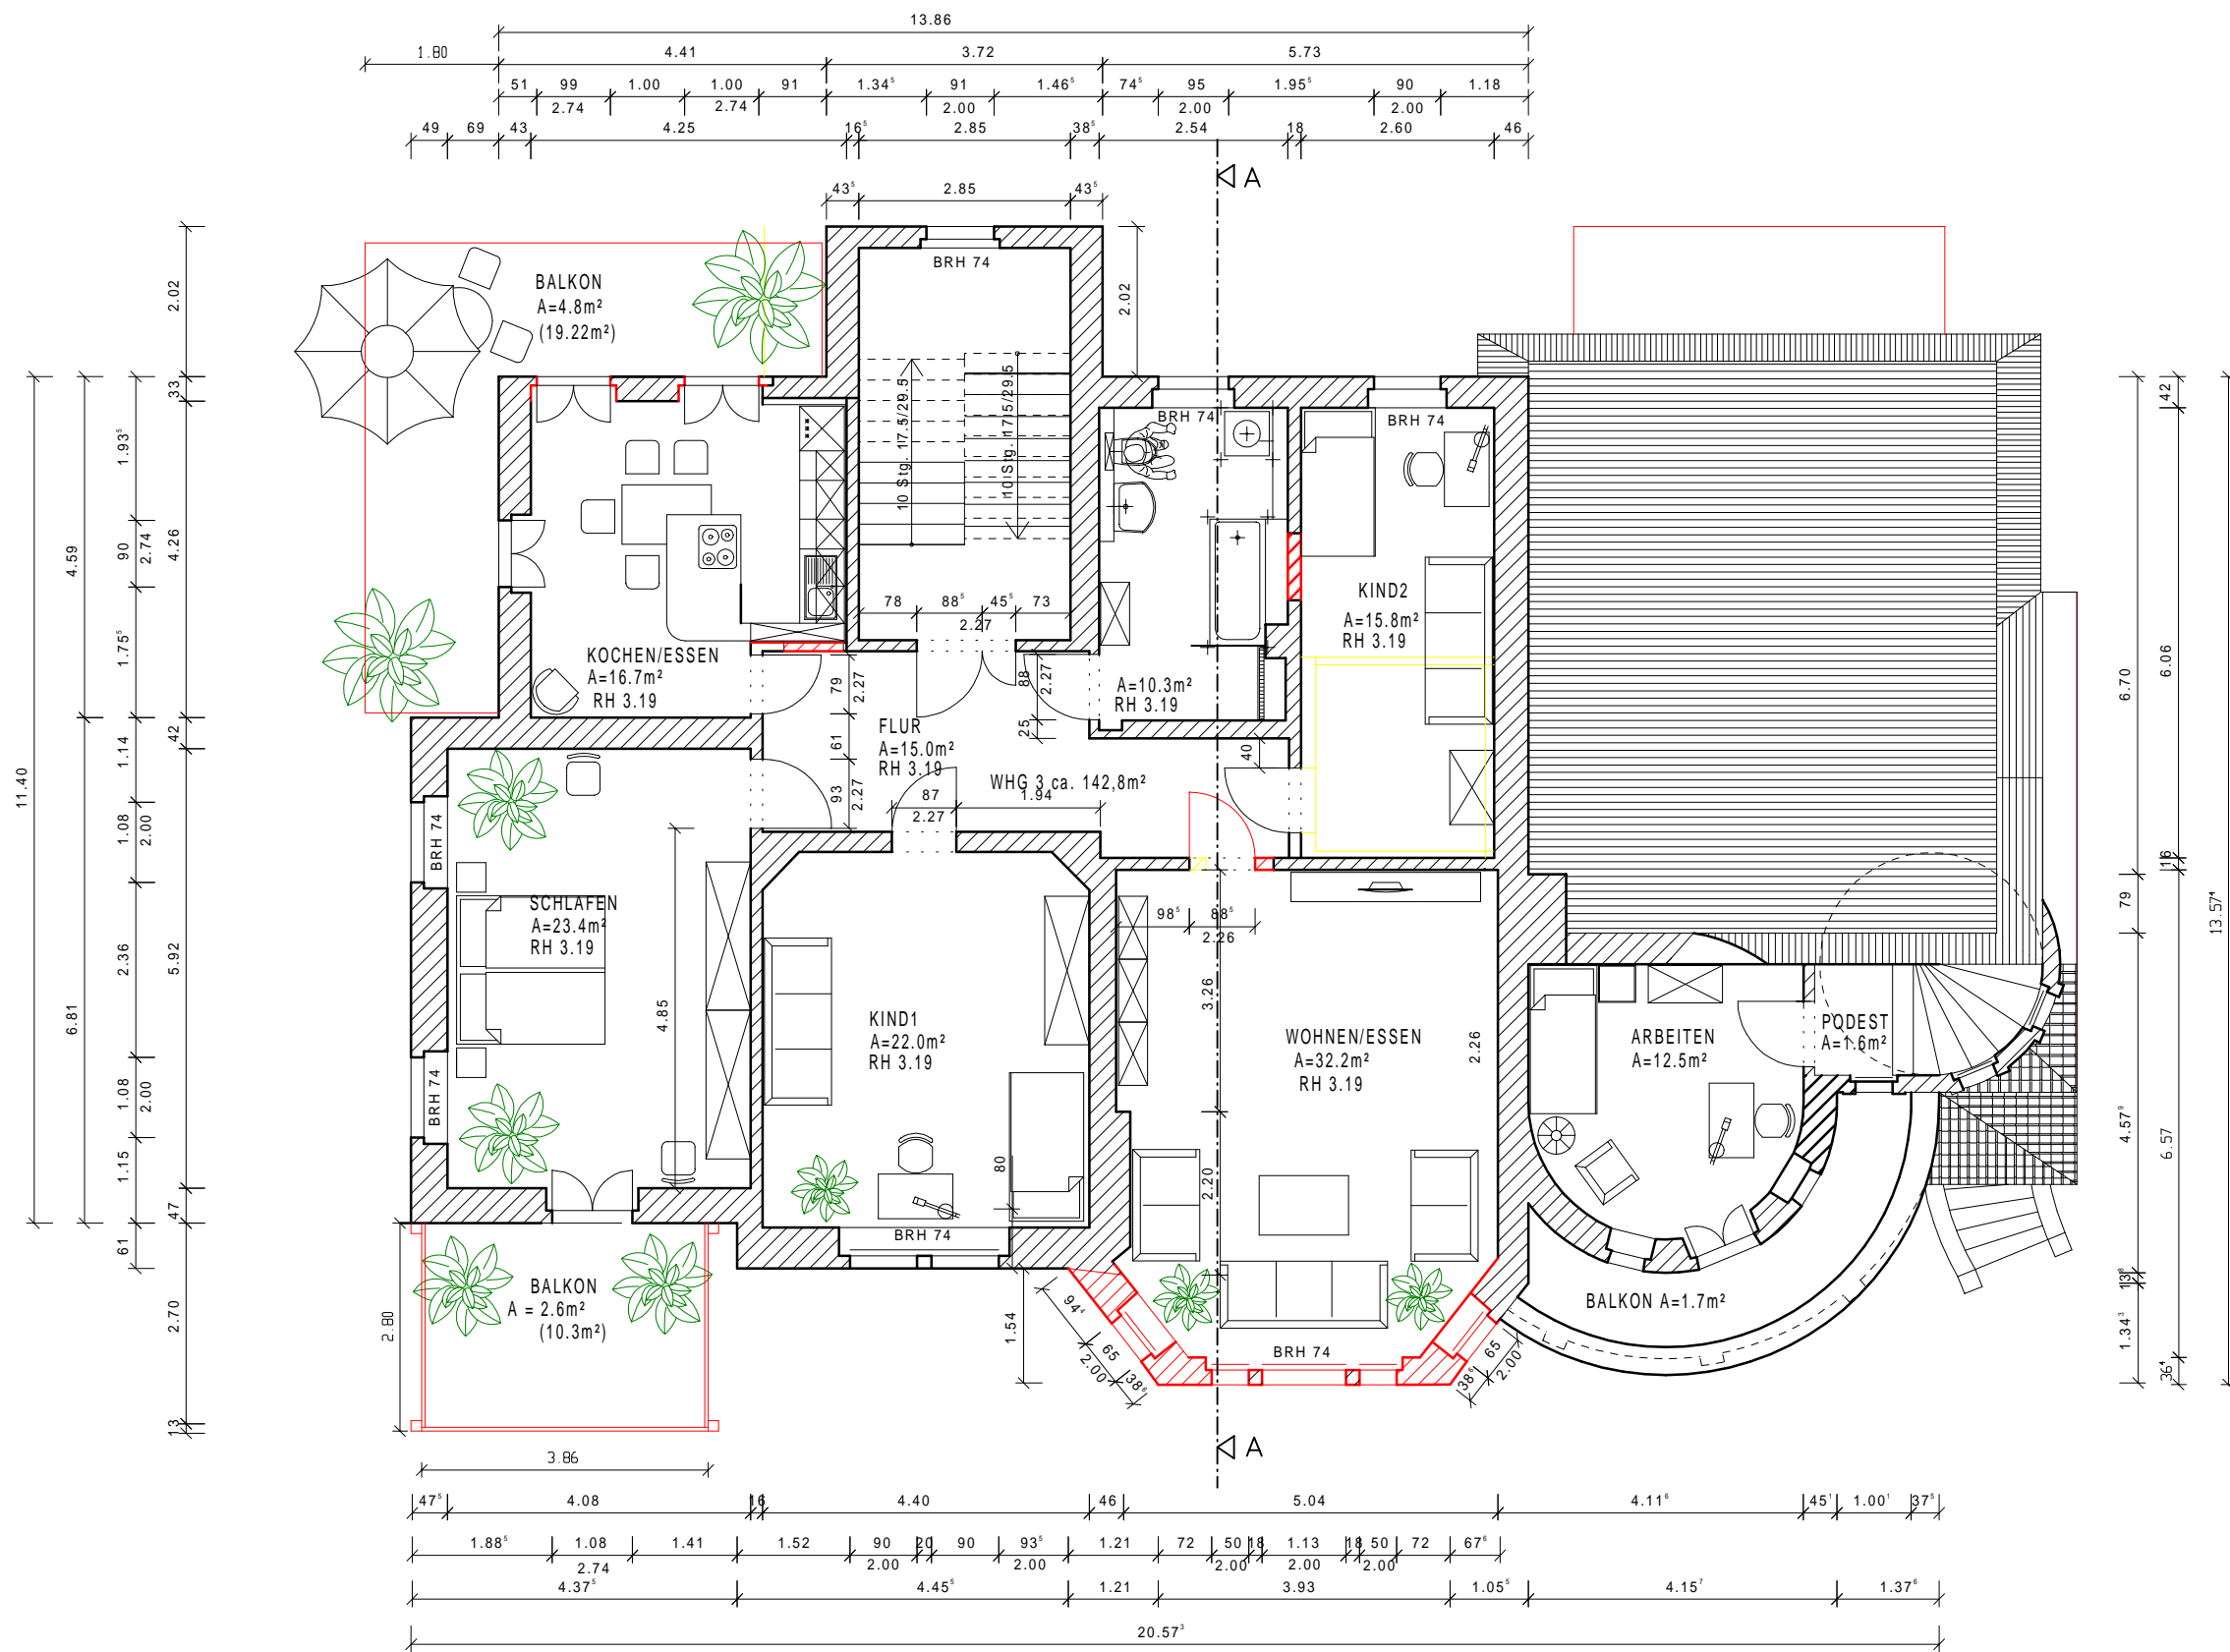 13.86
1.80 4.41 3.72 5.73
51 99 1.00 1.00 91 1.34⁵ 91 1.46⁵ 74⁵ 95 1.95⁵ 90 1.18
2.74 2.74 2.00 2.00 2.00
49 69 43 4.25 16⁵ 2.85 38⁵ 2.54 18 2.60 46
A
43⁵ 2.85 43⁵
BRH 74
2.02
2.02
BALKON
A=4.8m²
(19.22m²)
10 Stg. 17.5/29.5
10 Stg. 17.5/29.5
BRH 74
BRH 74
33
42
1.93⁵
90
2.74
4.26
4.59
1.75⁵
11.40
78 88⁵ 45⁵ 73
2.27
KIND2
A=15.8m²
RH 3.19
KOCHEN/ESSEN
A=16.7m²
RH 3.19
79
2.27
88
2.27
25
A=10.3m²
RH 3.19
6.70
6.06
13.57⁴
42
1.14
61
FLUR
A=15.0m²
RH 3.19
WHG 3 ca. 142,8m²
40
93
2.27
87 1.94
2.27
1.08
2.00
BRH 74
16
79
SCHLAFEN
A=23.4m²
RH 3.19
98⁵ 88⁵
2.26
2.36
5.92
6.81
4.85
3.26
KIND1
A=22.0m²
RH 3.19
WOHNEN/ESSEN
A=32.2m²
RH 3.19
2.26
ARBEITEN
A=12.5m²
PODEST
A=1.6m²
1.08
2.00
BRH 74
1.15
80
2.20
4.57⁹
6.57
47
61
BRH 74
BALKON
A = 2.6m²
(10.3m²)
2.70
2.80
13
94⁴
65
2.00
38⁶
1.54
BRH 74
38⁶
65
2.00
BALKON A=1.7m²
13⁸
1.34³
36⁴
A
3.86
47⁵ 4.08 16 4.40 46 5.04 4.11⁶ 45¹ 1.00¹ 37⁵
1.88⁵ 1.08 1.41 1.52 90 20 90 93⁵ 1.21 72 50 18 1.13 18 50 72 67⁶
2.74 2.00 2.00 2.00 2.00 2.00
4.37⁵ 4.45⁵ 1.21 3.93 1.05⁵ 4.15⁷ 1.37⁶
20.57³